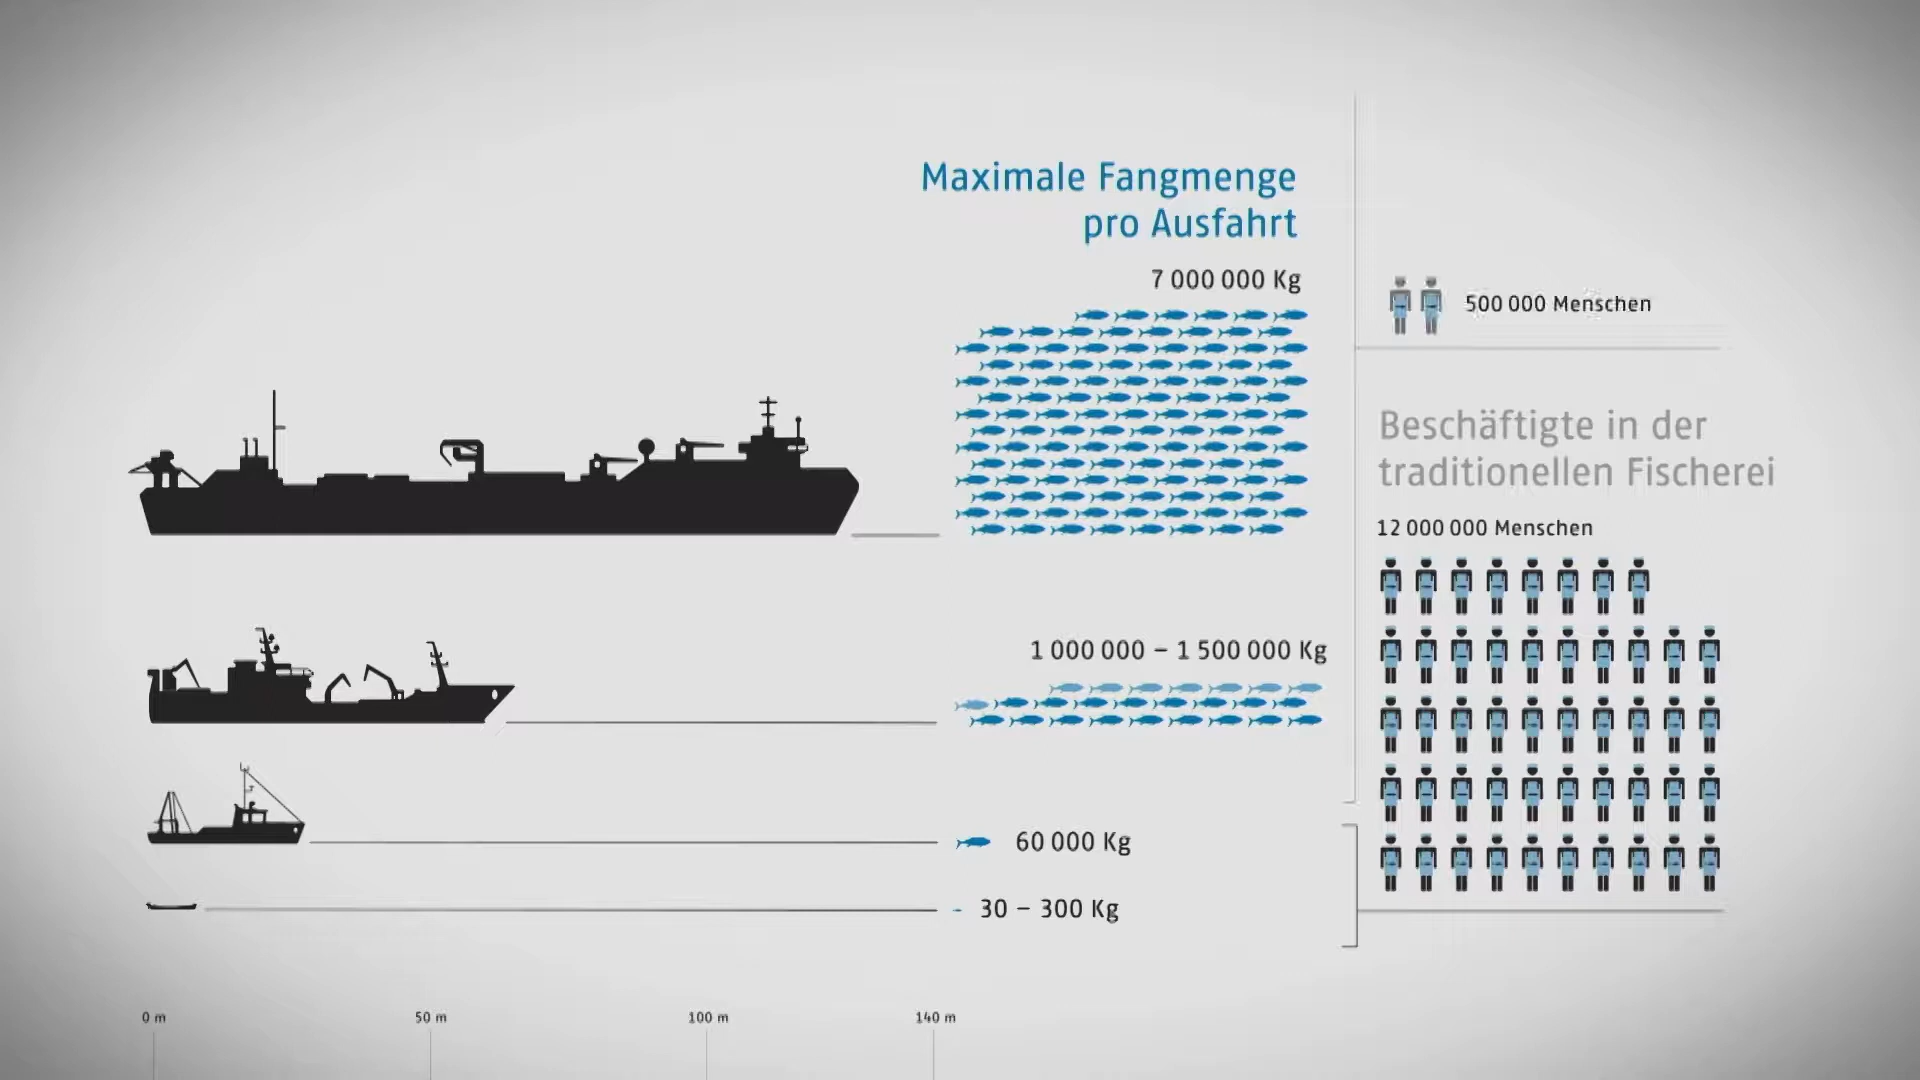 Maximale Fangmenge
pro Ausfahrt
7 000 000 Kg
500 000 Menschen
Beschäftigte in der
traditionellen Fischerei
12 000 000 Menschen
1 000 000 – 1 500 000 Kg
60 000 Kg
30 – 300 Kg
0 m
50 m
100 m
140 m